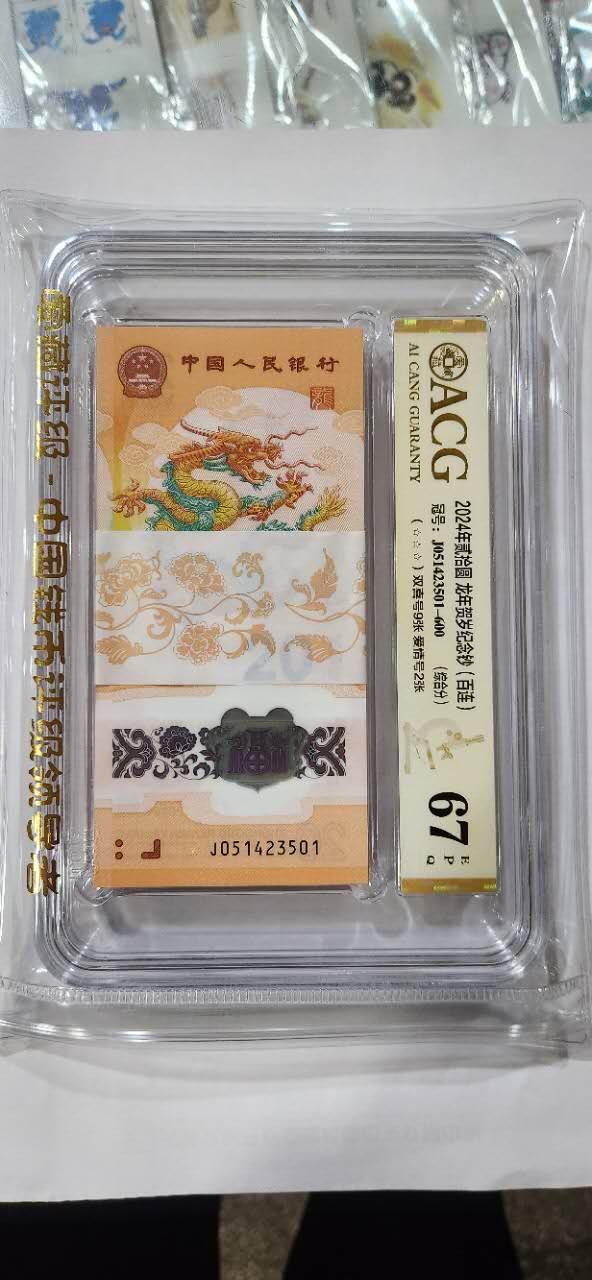 爱藏评级 - 中国钱币评级领导者
中国人民银行
J051423501
ACG
AI CANG GUARANTY
2024年贰拾圆 龙年贺岁纪念钞（百连）
冠号：J051423501-600 （综合分）
（☆☆☆）双喜号9张 爱情号2张
67
EPQ